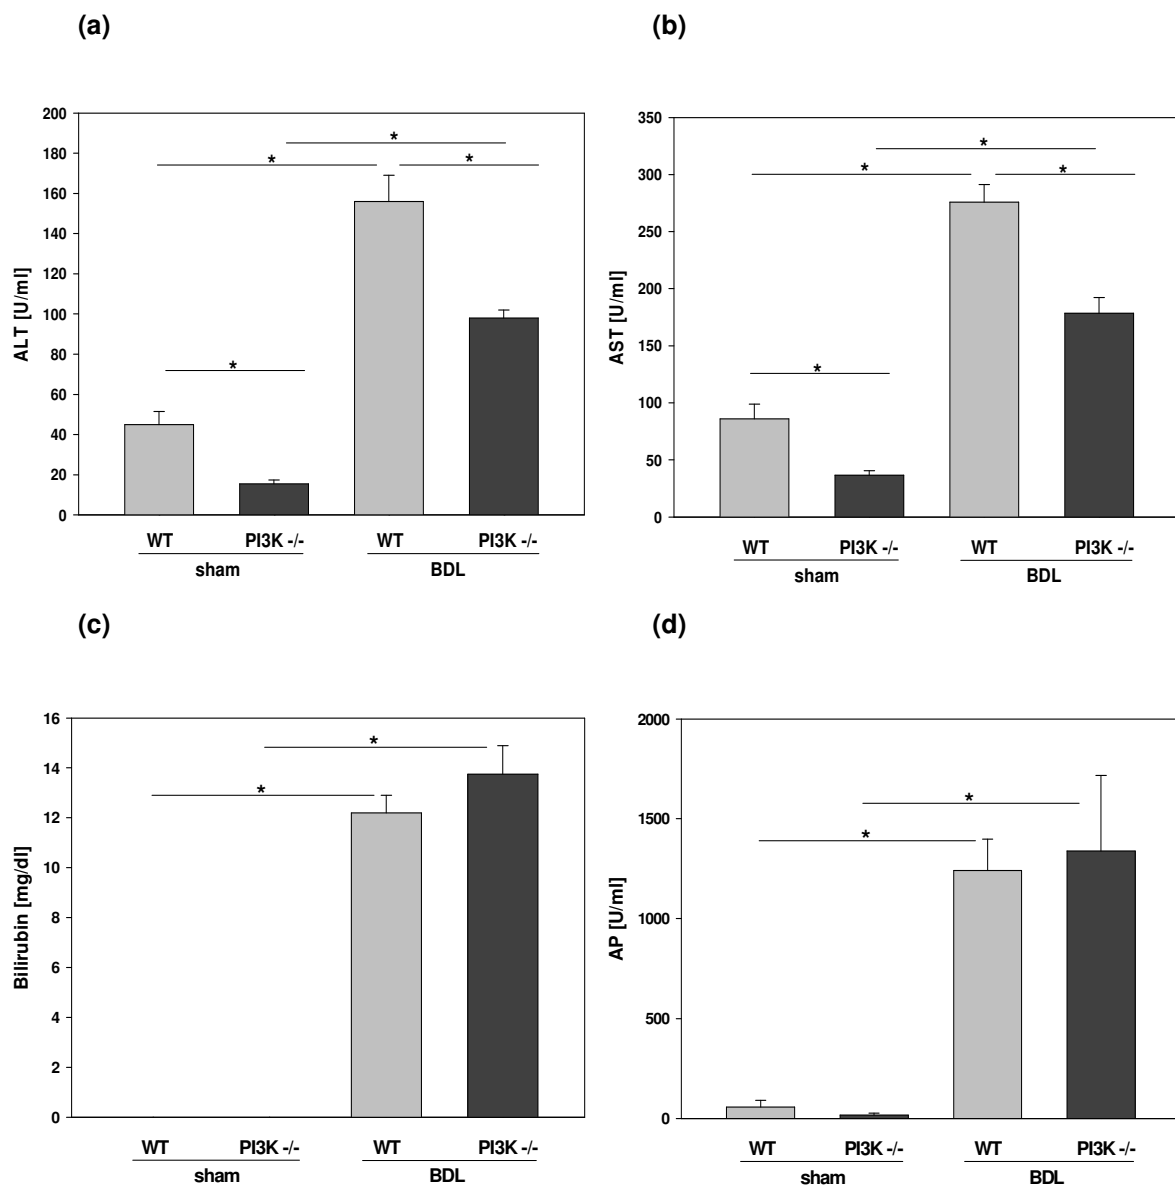 (a)
200
180
160
140
120
100
80
60
40
20
0
ALT [U/ml]
*
*
*
*
WT PI3K -/- WT PI3K -/-
sham BDL
(b)
350
300
250
200
150
100
50
0
AST [U/ml]
*
*
*
*
WT PI3K -/- WT PI3K -/-
sham BDL
(c)
16
14
12
10
8
6
4
2
0
Bilirubin [mg/dl]
*
*
WT PI3K -/- WT PI3K -/-
sham BDL
(d)
2000
1500
1000
500
0
AP [U/ml]
*
*
WT PI3K -/- WT PI3K -/-
sham BDL